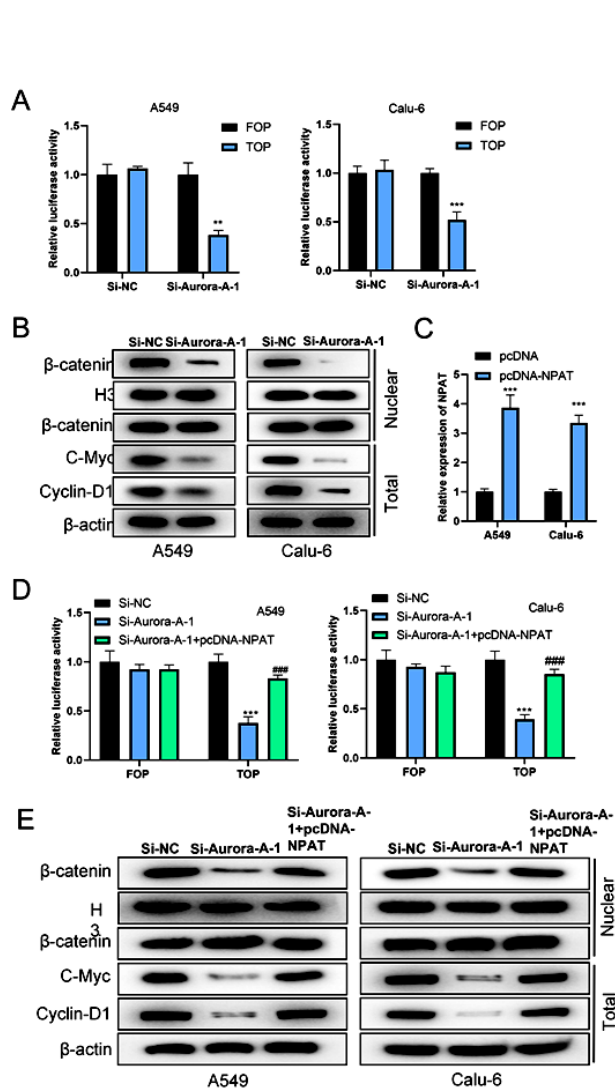 A
A549
Relative luciferase activity
1.5
1.0
0.5
0.0
FOP
TOP
**
Si-NC
Si-Aurora-A-1
Calu-6
Relative luciferase activity
1.5
1.0
0.5
0.0
FOP
TOP
***
Si-NC
Si-Aurora-A-1
B
Si-NC Si-Aurora-A-1
Si-NC Si-Aurora-A-1
β-catenin
H3
β-catenin
C-Myc
Cyclin-D1
β-actin
Nuclear
Total
A549
Calu-6
C
pcDNA
pcDNA-NPAT
Relative expression of NPAT
5
4
3
2
1
0
***
***
A549
Calu-6
D
Si-NC
Si-Aurora-A-1
Si-Aurora-A-1+pcDNA-NPAT
A549
Relative luciferase activity
1.5
1.0
0.5
0.0
***
###
FOP
TOP
Si-NC
Si-Aurora-A-1
Si-Aurora-A-1+pcDNA-NPAT
Calu-6
Relative luciferase activity
1.5
1.0
0.5
0.0
***
###
FOP
TOP
E
Si-NC
Si-Aurora-A-1
Si-Aurora-A-
1+pcDNA-
NPAT
Si-NC
Si-Aurora-A-1
Si-Aurora-A-
1+pcDNA-
NPAT
β-catenin
H
3
β-catenin
C-Myc
Cyclin-D1
β-actin
Nuclear
Total
A549
Calu-6